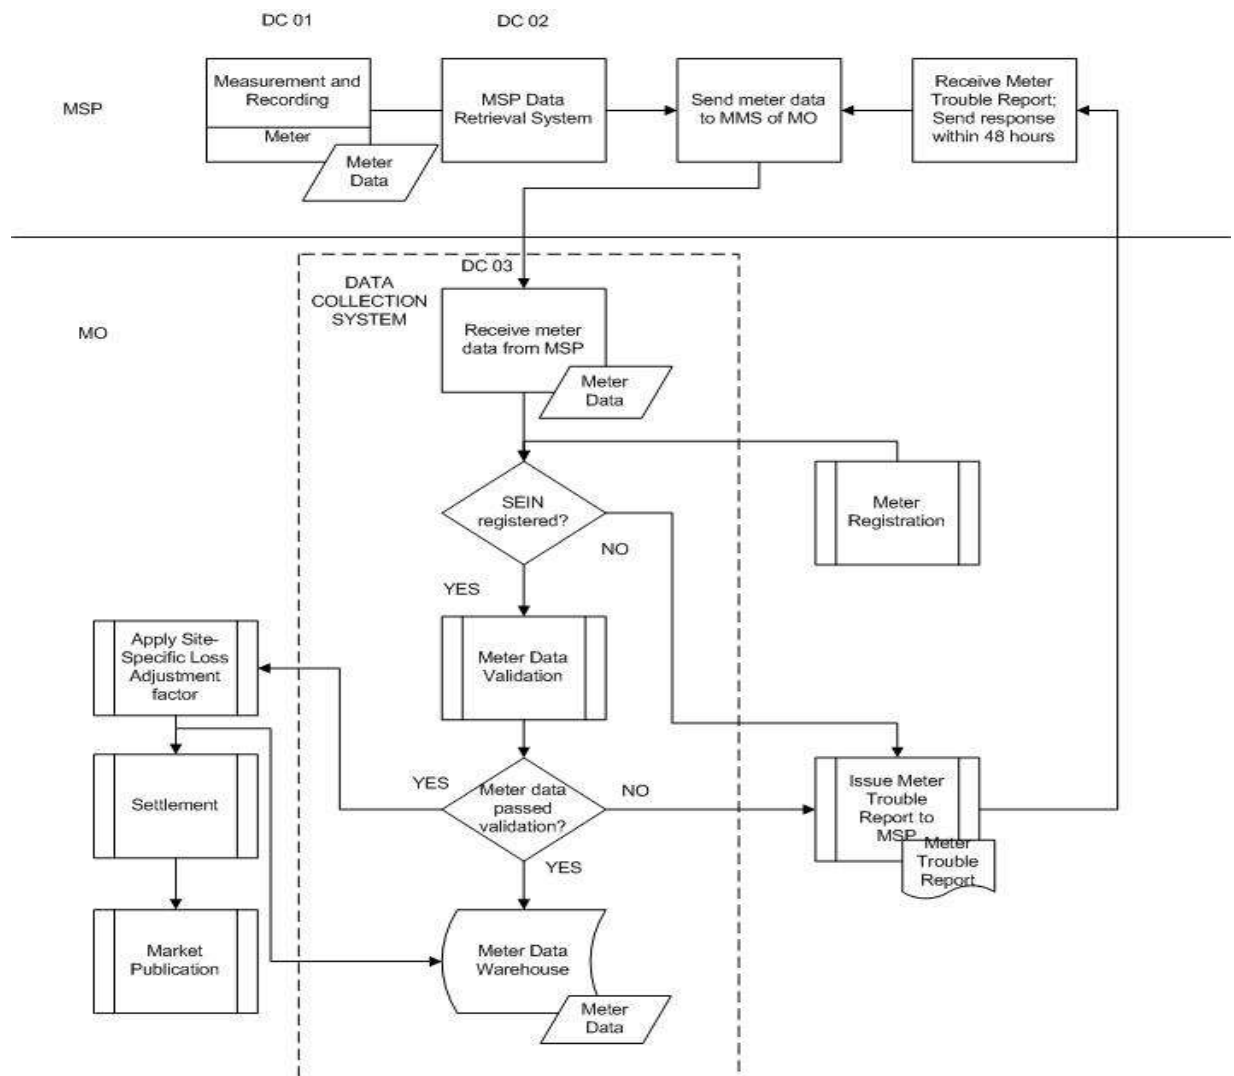 DC 01
DC 02
MSP
Measurement and
Recording
Meter
Meter
Data
MSP Data
Retrieval System
Send meter data
to MMS of MO
Receive Meter
Trouble Report;
Send response
within 48 hours
MO
DATA
COLLECTION
SYSTEM
DC 03
Receive meter
data from MSP
Meter
Data
SEIN
registered?
NO
YES
Meter
Registration
Apply Site-
Specific Loss
Adjustment
factor
Meter Data
Validation
Settlement
YES
Meter data
passed
validation?
NO
YES
Issue Meter
Trouble
Report to
MSP
Meter
Trouble
Report
Market
Publication
Meter Data
Warehouse
Meter
Data